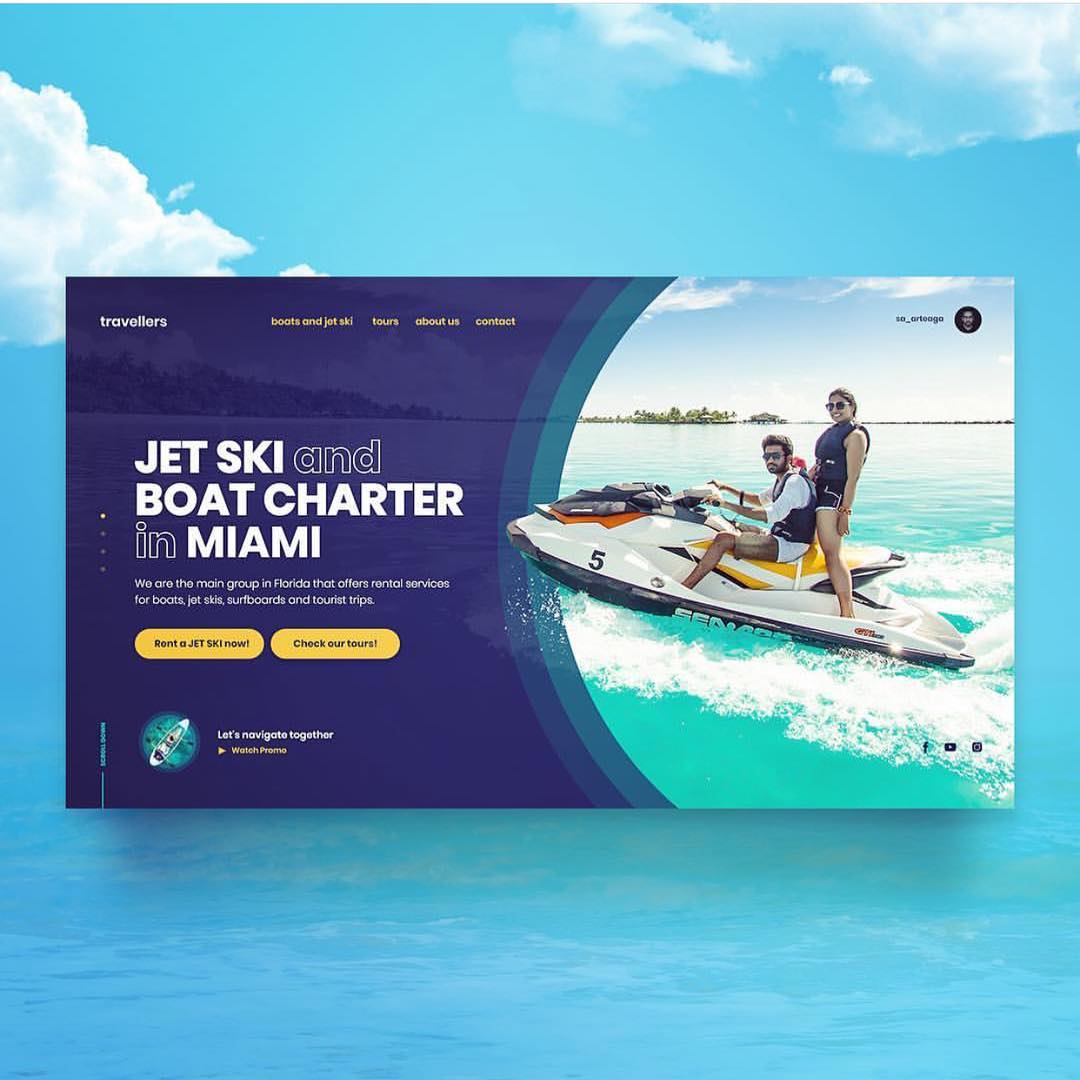 travellers
boats and jet ski
tours
about us
contact
sa_arteaga
JET SKI and
BOAT CHARTER
in MIAMI
We are the main group in Florida that offers rental services
for boats, jet skis, surfboards and tourist trips.
Rent a JET SKI now!
Check our tours!
5
GTI
SCROLL DOWN
Let's navigate together
Watch Promo